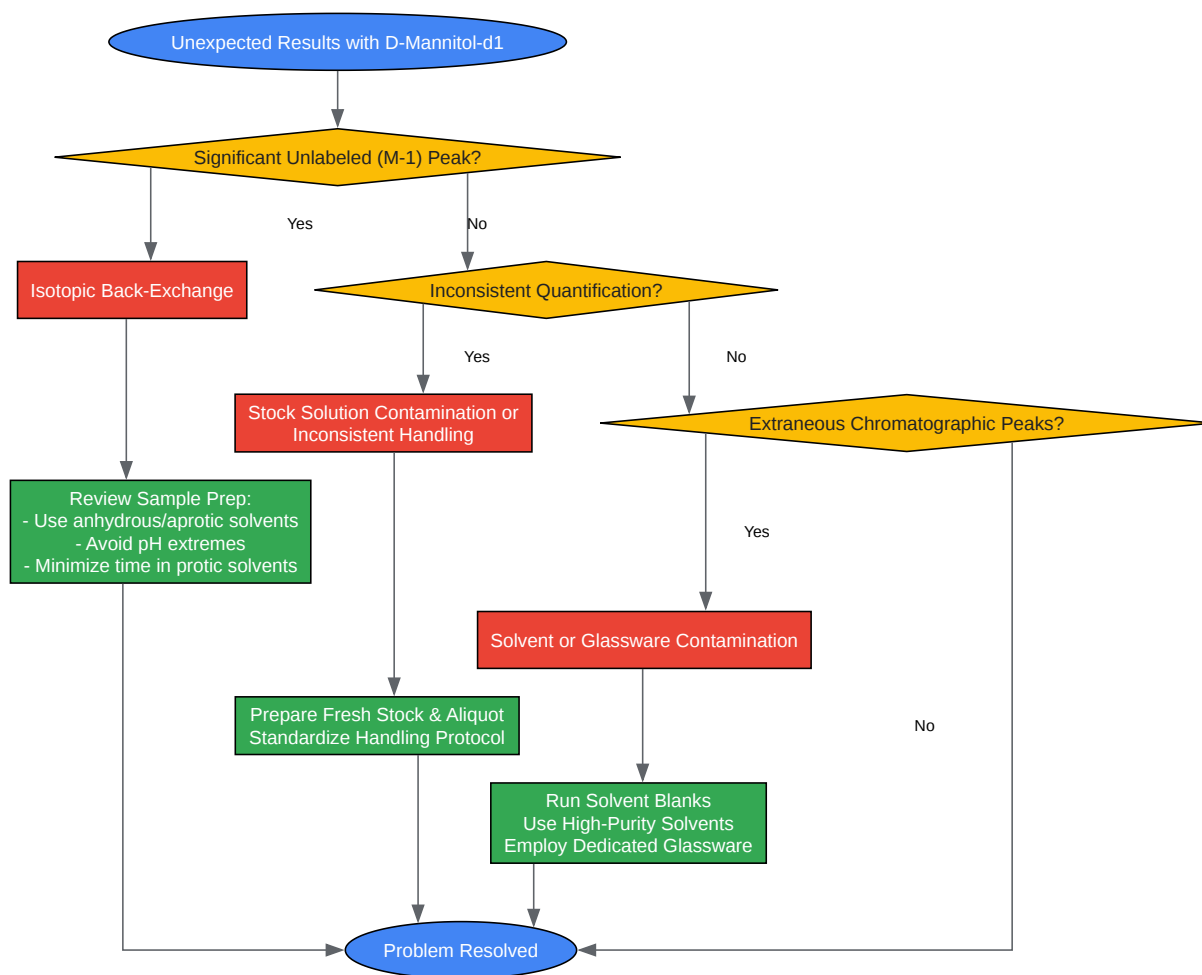 Unexpected Results with D-Mannitol-d1
Significant Unlabeled (M-1) Peak?
Yes
No
Isotopic Back-Exchange
Inconsistent Quantification?
Yes
No
Stock Solution Contamination or
Inconsistent Handling
Extraneous Chromatographic Peaks?
Review Sample Prep:
- Use anhydrous/aprotic solvents
- Avoid pH extremes
- Minimize time in protic solvents
Yes
Solvent or Glassware Contamination
Prepare Fresh Stock & Aliquot
Standardize Handling Protocol
No
Run Solvent Blanks
Use High-Purity Solvents
Employ Dedicated Glassware
Problem Resolved